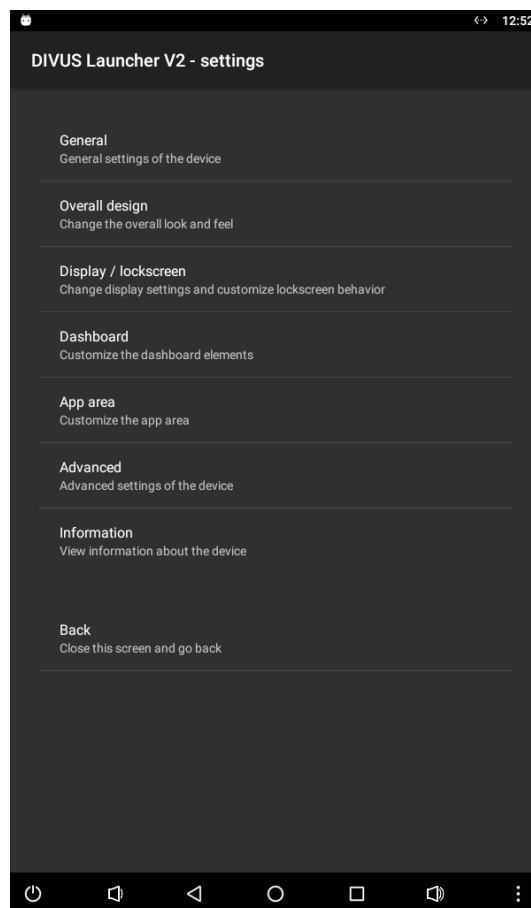 12:52
DIVUS Launcher V2 - settings
General
General settings of the device
Overall design
Change the overall look and feel
Display / lockscreen
Change display settings and customize lockscreen behavior
Dashboard
Customize the dashboard elements
App area
Customize the app area
Advanced
Advanced settings of the device
Information
View information about the device
Back
Close this screen and go back